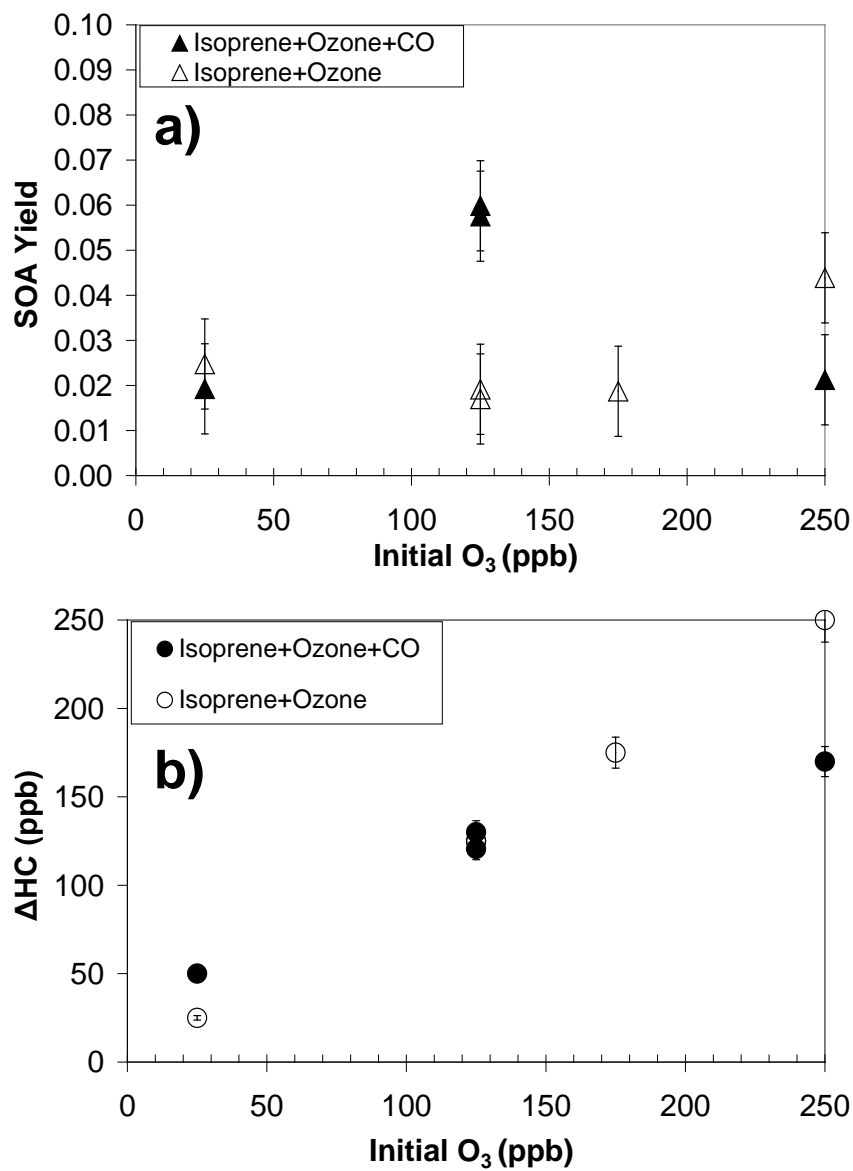 0.10
0.09
0.08
0.07
0.06
0.05
0.04
0.03
0.02
0.01
0.00
SOA Yield
Isoprene+Ozone+CO
Isoprene+Ozone
a)
0 50 100 150 200 250
Initial O₃ (ppb)
250
200
150
100
50
0
ΔHC (ppb)
Isoprene+Ozone+CO
Isoprene+Ozone
b)
0 50 100 150 200 250
Initial O₃ (ppb)